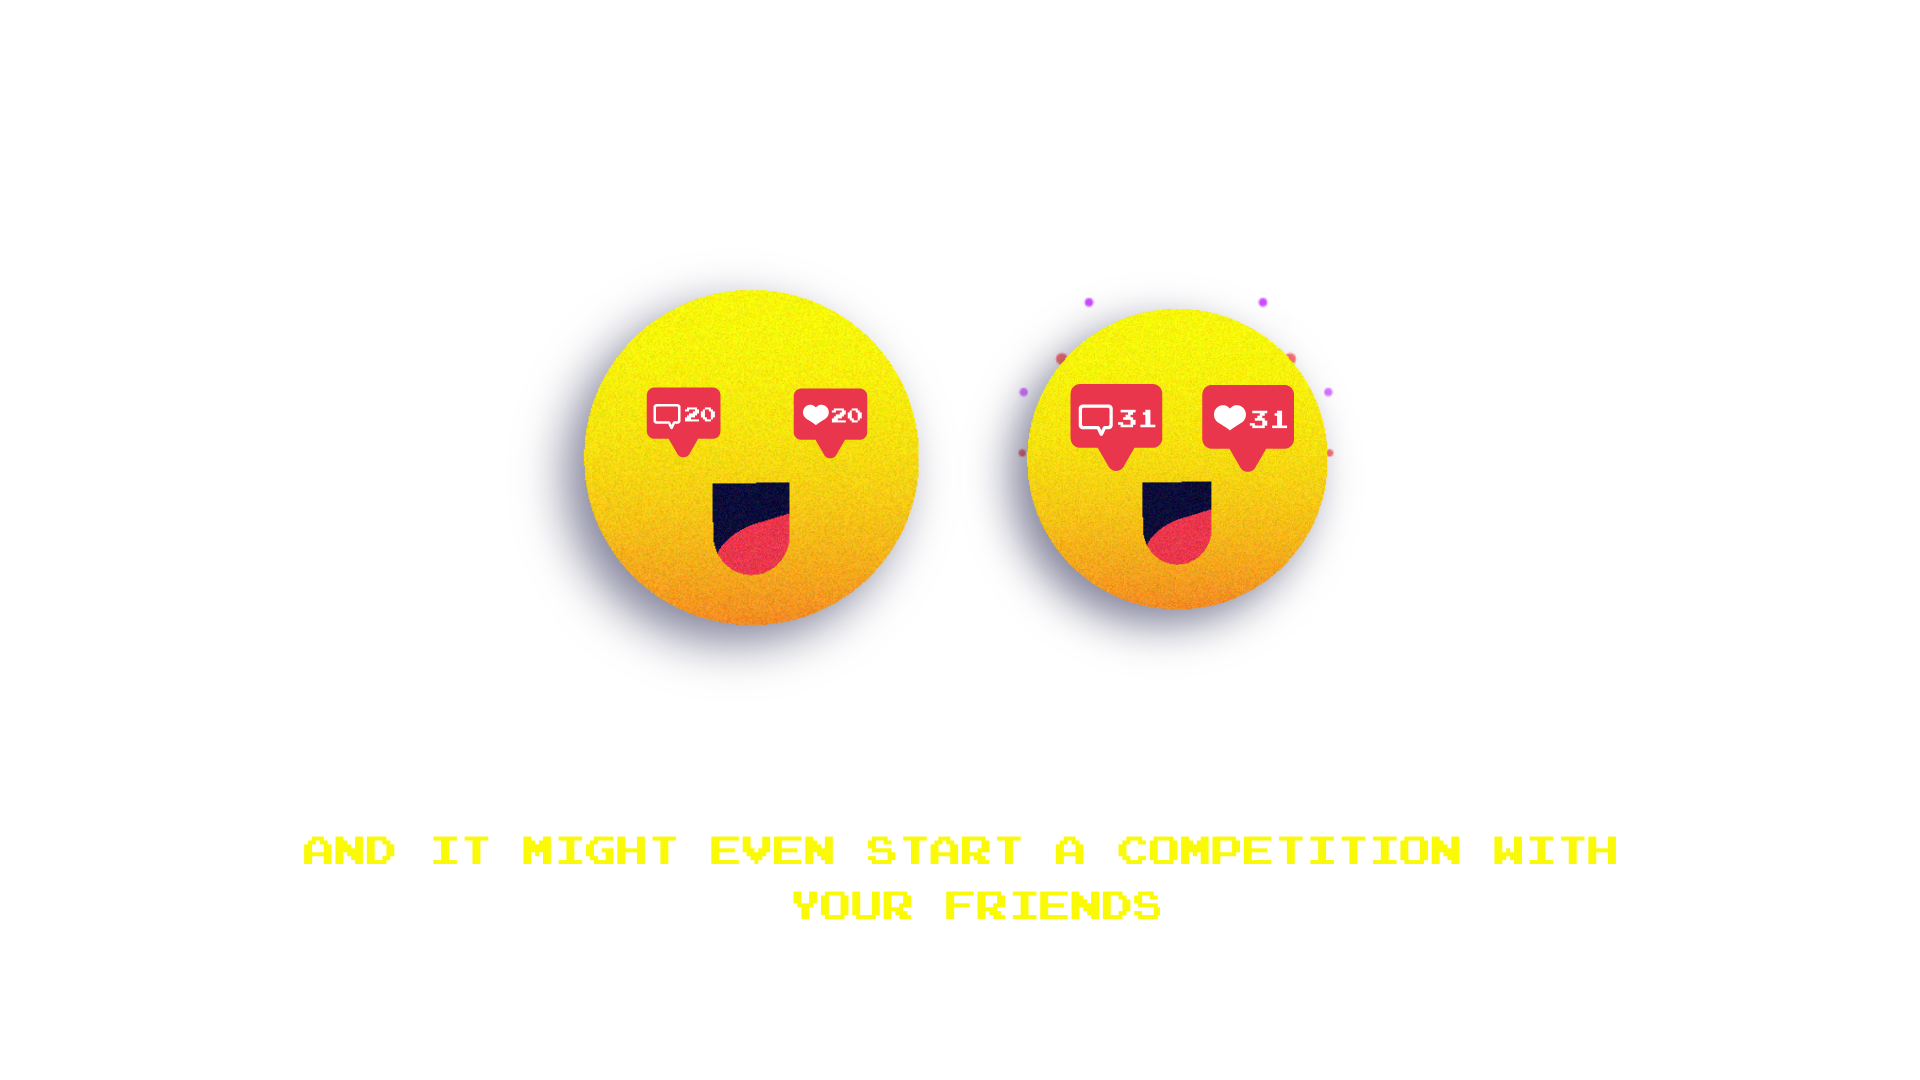 20 20 31 31
AND IT MIGHT EVEN START A COMPETITION WITH
YOUR FRIENDS